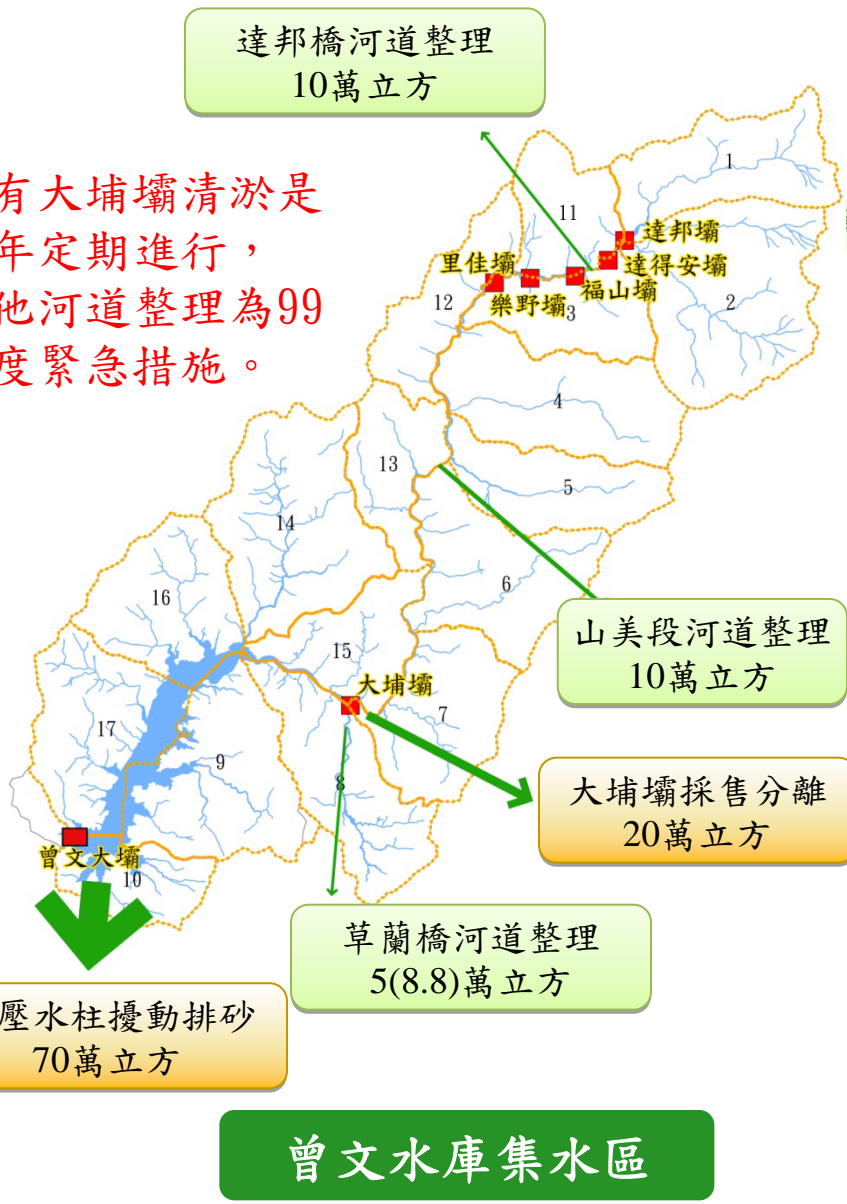 達邦橋河道整理
10萬立方
有大埔壩清淤是
年定期進行，
他河道整理為99
度緊急措施。
1
11
達邦壩
里佳壩
達得安壩
福山壩
樂野壩
3
12
2
4
13
5
14
6
16
山美段河道整理
10萬立方
15
大埔壩
7
17
9
8
大埔壩採售分離
20萬立方
曾文大壩
10
草蘭橋河道整理
5(8.8)萬立方
壓水柱擾動排砂
70萬立方
曾文水庫集水區